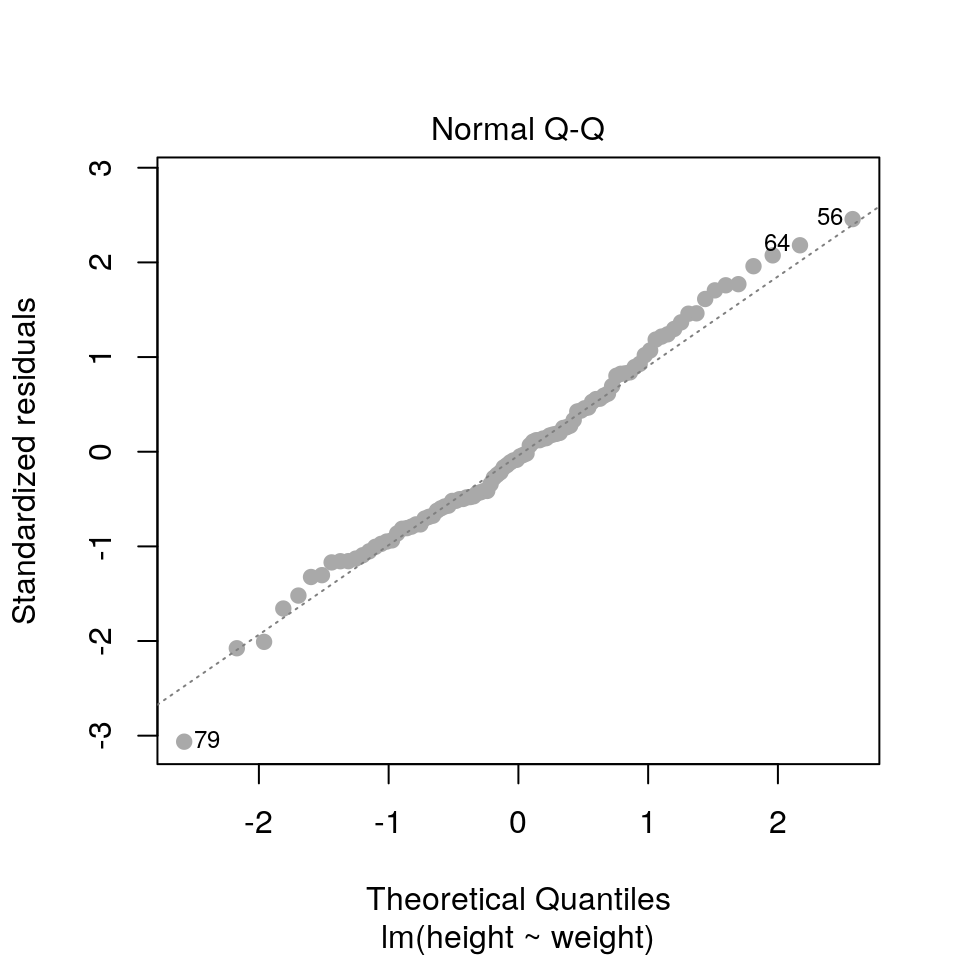 Normal Q-Q
3
2
1
0
-1
-2
-3
Standardized residuals
56
64
79
-2 -1 0 1 2
Theoretical Quantiles
lm(height ~ weight)